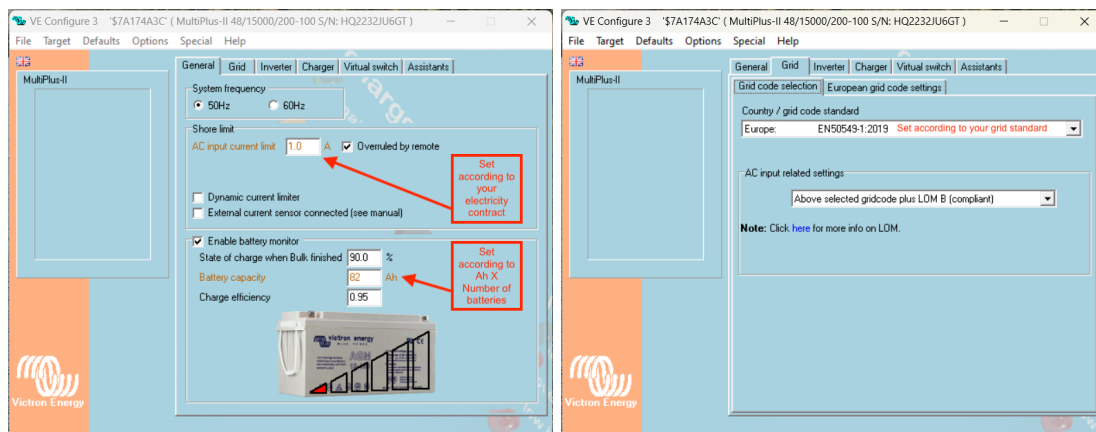 VE Configure 3 '$7A174A3C' ( MultiPlus-II 48/15000/200-100 S/N: HQ2232JU6GT )
File Target Defaults Options Special Help
MultiPlus-II
General Grid Inverter Charger Virtual switch Assistants
System frequency
50Hz 60Hz
Shore limit
AC input current limit 1.0 A Overruled by remote
Set
according to
your
electricity
contract
Dynamic current limiter
External current sensor connected (see manual)
Enable battery monitor
State of charge when Bulk finished 90.0 %
Battery capacity 82 Ah
Charge efficiency 0.95
Set
according to
Ah X
Number of
batteries
victron energy
AGM
Victron Energy
VE Configure 3 '$7A174A3C' ( MultiPlus-II 48/15000/200-100 S/N: HQ2232JU6GT )
File Target Defaults Options Special Help
MultiPlus-II
General Grid Inverter Charger Virtual switch Assistants
Grid code selection European grid code settings
Country / grid code standard
Europe: EN50549-1:2019 Set according to your grid standard
AC input related settings
Above selected gridcode plus LOM B (compliant)
Note: Click here for more info on LOM.
Victron Energy